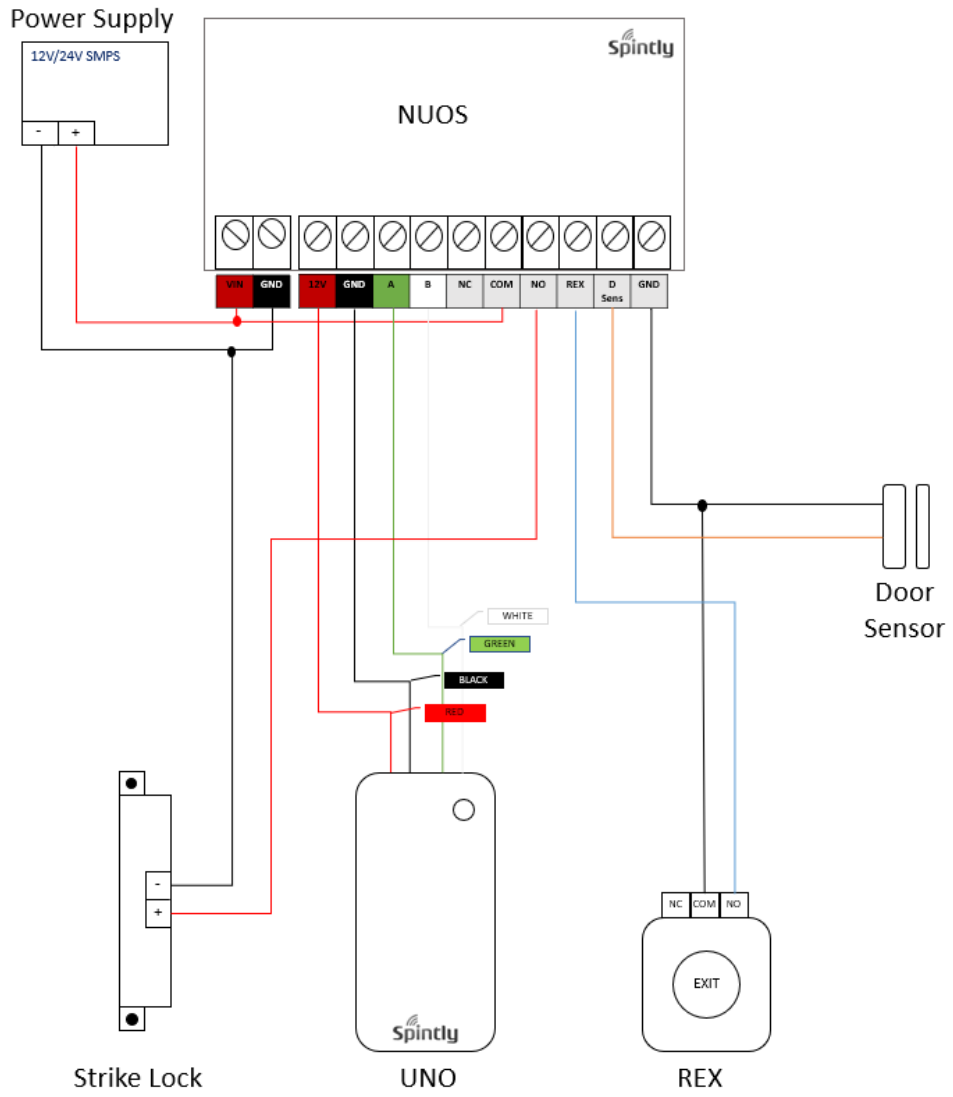 Power Supply
12V/24V SMPS
- +
Spintly
NUOS
VIN GND 12V GND A B NC COM NO REX D Sens GND
WHITE
GREEN
BLACK
RED
Door
Sensor
-
+
NC COM NO
EXIT
Spintly
Strike Lock UNO REX